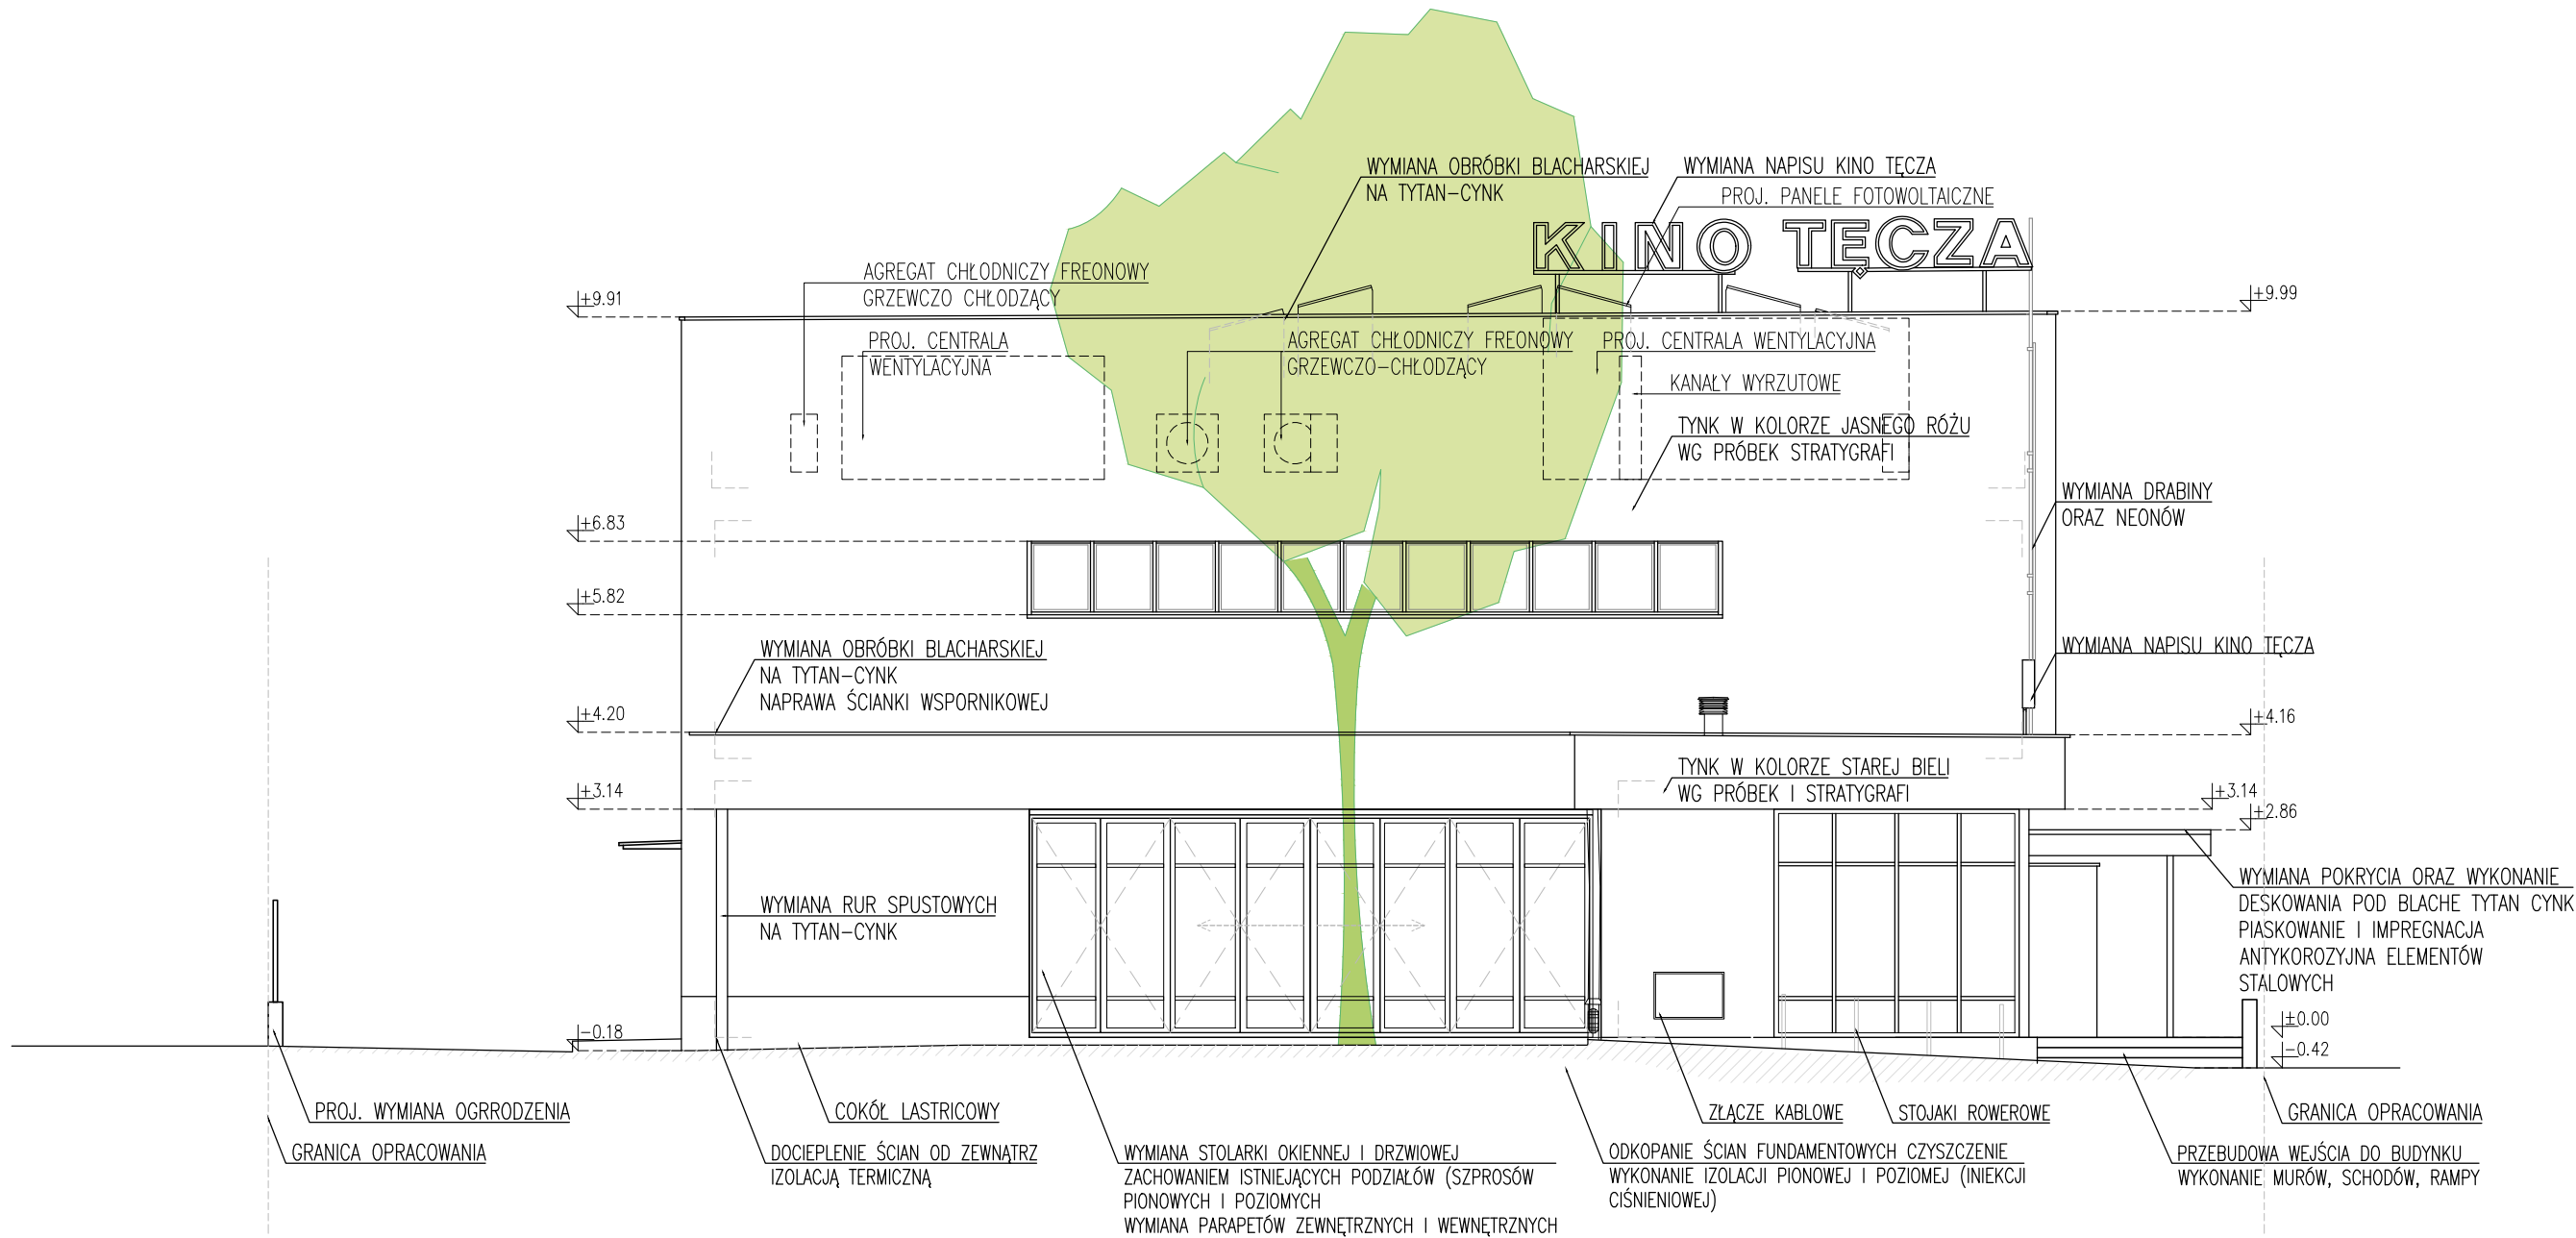 WYMIANA OBRÓBKI BLACHARSKIEJ
NA TYTAN-CYNK
WYMIANA NAPISU KINO TĘCZA
PROJ. PANELE FOTOWOLTAICZNE
KINO TĘCZA
AGREGAT CHŁODNICZY FREONOWY
GRZEWCZO CHŁODZĄCY
+9.91
+9.99
PROJ. CENTRALA
WENTYLACYJNA
AGREGAT CHŁODNICZY FREONOWY
GRZEWCZO-CHŁODZĄCY
PROJ. CENTRALA WENTYLACYJNA
KANAŁY WYRZUTOWE
TYNK W KOLORZE JASNEGO RÓŻU
WG PRÓBEK STRATYGRAFI
WYMIANA DRABINY
ORAZ NEONÓW
+6.83
+5.82
WYMIANA OBRÓBKI BLACHARSKIEJ
NA TYTAN-CYNK
NAPRAWA ŚCIANKI WSPORNIKOWEJ
WYMIANA NAPISU KINO TĘCZA
+4.20
+4.16
TYNK W KOLORZE STAREJ BIELI
WG PRÓBEK I STRATYGRAFI
+3.14
+3.14
+2.86
WYMIANA RUR SPUSTOWYCH
NA TYTAN-CYNK
WYMIANA POKRYCIA ORAZ WYKONANIE
DESKOWANIA POD BLACHE TYTAN CYNK
PIASKOWANIE I IMPREGNACJA
ANTYKOROZYJNA ELEMENTÓW
STALOWYCH
-0.18
±0.00
-0.42
PROJ. WYMIANA OGRRODZENIA
GRANICA OPRACOWANIA
COKÓŁ LASTRICOWY
DOCIEPLENIE ŚCIAN OD ZEWNĄTRZ
IZOLACJĄ TERMICZNĄ
WYMIANA STOLARKI OKIENNEJ I DRZWIOWEJ
ZACHOWANIEM ISTNIEJĄCYCH PODZIAŁÓW (SZPROSÓW
PIONOWYCH I POZIOMYCH
WYMIANA PARAPETÓW ZEWNĘTRZNYCH I WEWNĘTRZNYCH
ZŁĄCZE KABLOWE
STOJAKI ROWEROWE
ODKOPANIE ŚCIAN FUNDAMENTOWYCH CZYSZCZENIE
WYKONANIE IZOLACJI PIONOWEJ I POZIOMEJ (INIEKCJI
CIŚNIENIOWEJ)
GRANICA OPRACOWANIA
PRZEBUDOWA WEJŚCIA DO BUDYNKU
WYKONANIE MURÓW, SCHODÓW, RAMPY